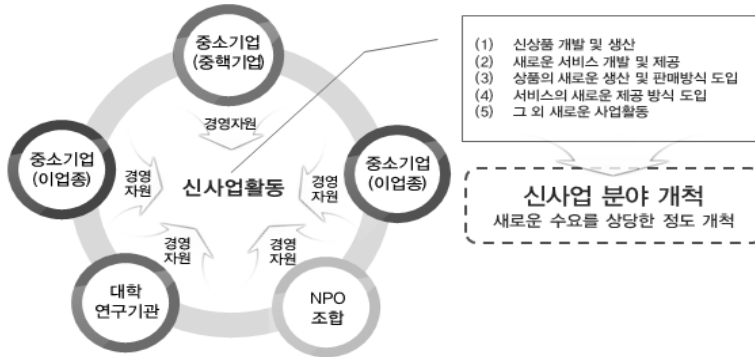 중소기업
(중핵기업)
경영자원
중소기업
(이업종)
경영
자원
신사업활동
경영
자원
중소기업
(이업종)
경영
자원
경영
자원
대학
연구기관
NPO
조합
(1) 신상품 개발 및 생산
(2) 새로운 서비스 개발 및 제공
(3) 상품의 새로운 생산 및 판매방식 도입
(4) 서비스의 새로운 제공 방식 도입
(5) 그 외 새로운 사업활동
신사업 분야 개척
새로운 수요를 상당한 정도 개척